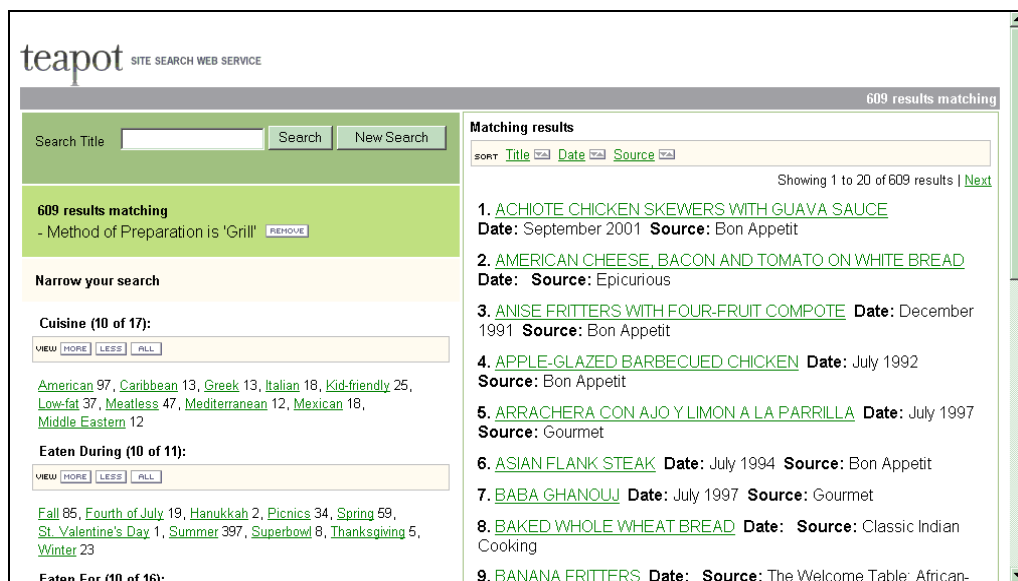 teapot SITE SEARCH WEB SERVICE
609 results matching
Search Title Search New Search
609 results matching
- Method of Preparation is 'Grill' REMOVE
Narrow your search
Cuisine (10 of 17):
VIEW MORE LESS ALL
American 97, Caribbean 13, Greek 13, Italian 18, Kid-friendly 25,
Low-fat 37, Meatless 47, Mediterranean 12, Mexican 18,
Middle Eastern 12
Eaten During (10 of 11):
VIEW MORE LESS ALL
Fall 85, Fourth of July 19, Hanukkah 2, Picnics 34, Spring 59,
St. Valentine's Day 1, Summer 397, Superbowl 8, Thanksgiving 5,
Winter 23
Eaten For (10 of 16):
Matching results
SORT Title Date Source
Showing 1 to 20 of 609 results | Next
1. ACHIOTE CHICKEN SKEWERS WITH GUAVA SAUCE
Date: September 2001 Source: Bon Appetit
2. AMERICAN CHEESE, BACON AND TOMATO ON WHITE BREAD
Date: Source: Epicurious
3. ANISE FRITTERS WITH FOUR-FRUIT COMPOTE Date: December
1991 Source: Bon Appetit
4. APPLE-GLAZED BARBECUED CHICKEN Date: July 1992
Source: Bon Appetit
5. ARRACHERA CON AJO Y LIMON A LA PARRILLA Date: July 1997
Source: Gourmet
6. ASIAN FLANK STEAK Date: July 1994 Source: Bon Appetit
7. BABA GHANOUJ Date: July 1997 Source: Gourmet
8. BAKED WHOLE WHEAT BREAD Date: Source: Classic Indian
Cooking
9. BANANA FRITTERS Date: Source: The Welcome Table: African-